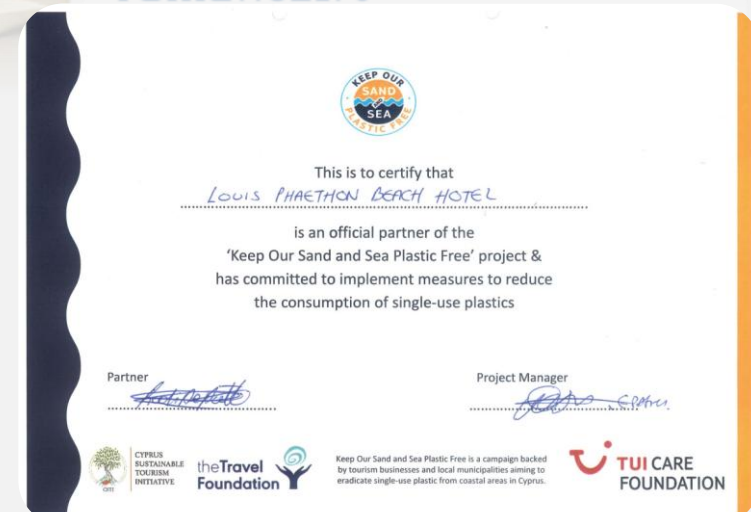 KEEP OUR
SAND
and
SEA
PLASTIC FREE
This is to certify that
LOUIS PHAETHON BEACH HOTEL
is an official partner of the
‘Keep Our Sand and Sea Plastic Free’ project &
has committed to implement measures to reduce
the consumption of single-use plastics
Partner
Project Manager
CYPRUS
SUSTAINABLE
TOURISM
INITIATIVE
CSTI
theTravel
Foundation
Keep Our Sand and Sea Plastic Free is a campaign backed
by tourism businesses and local municipalities aiming to
eradicate single-use plastic from coastal areas in Cyprus.
TUI CARE
FOUNDATION